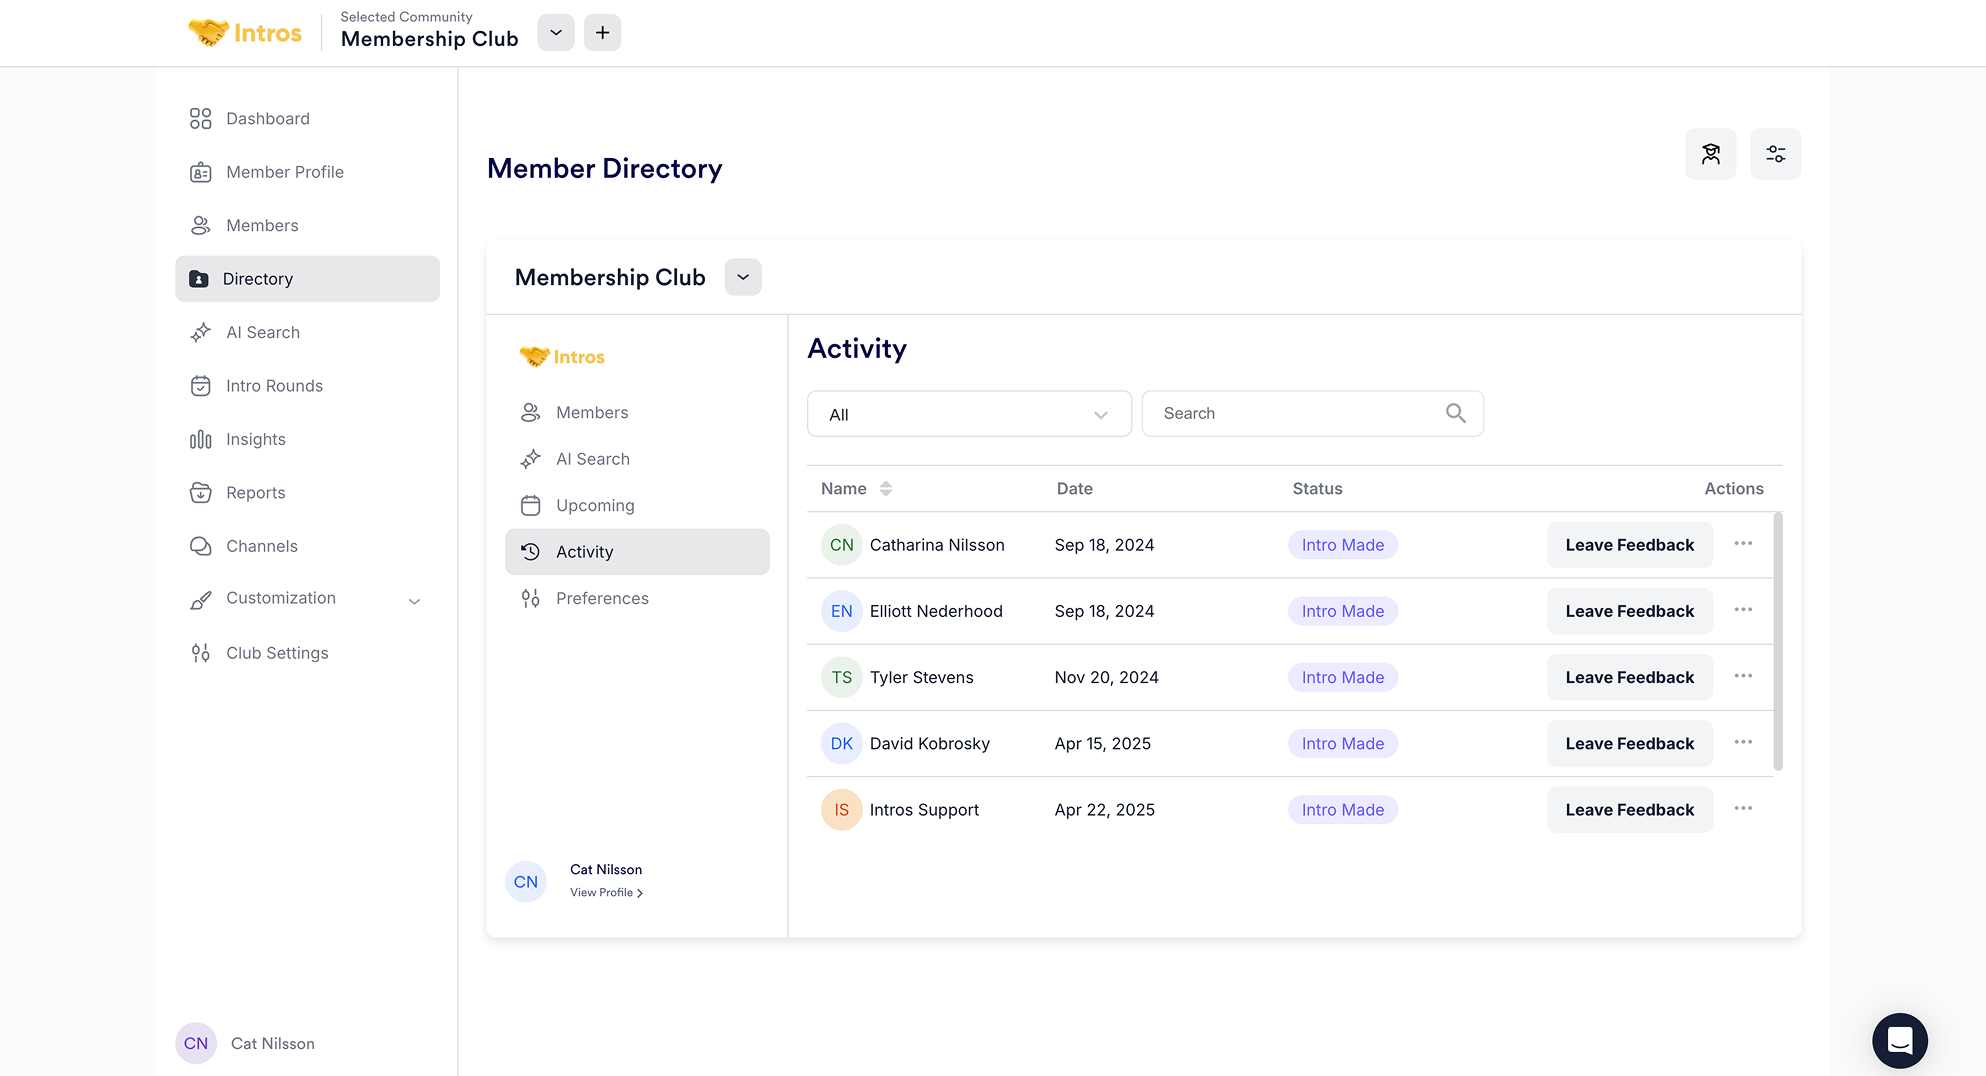 Intros
Selected Community
Membership Club
Dashboard
Member Profile
Members
Directory
AI Search
Intro Rounds
Insights
Reports
Channels
Customization
Club Settings
CN Cat Nilsson
Member Directory
Membership Club
Intros
Members
AI Search
Upcoming
Activity
Preferences
CN
Cat Nilsson
View Profile
Activity
All
Search
Name Date Status Actions
CN Catharina Nilsson Sep 18, 2024 Intro Made Leave Feedback
EN Elliott Nederhood Sep 18, 2024 Intro Made Leave Feedback
TS Tyler Stevens Nov 20, 2024 Intro Made Leave Feedback
DK David Kobrosky Apr 15, 2025 Intro Made Leave Feedback
IS Intros Support Apr 22, 2025 Intro Made Leave Feedback